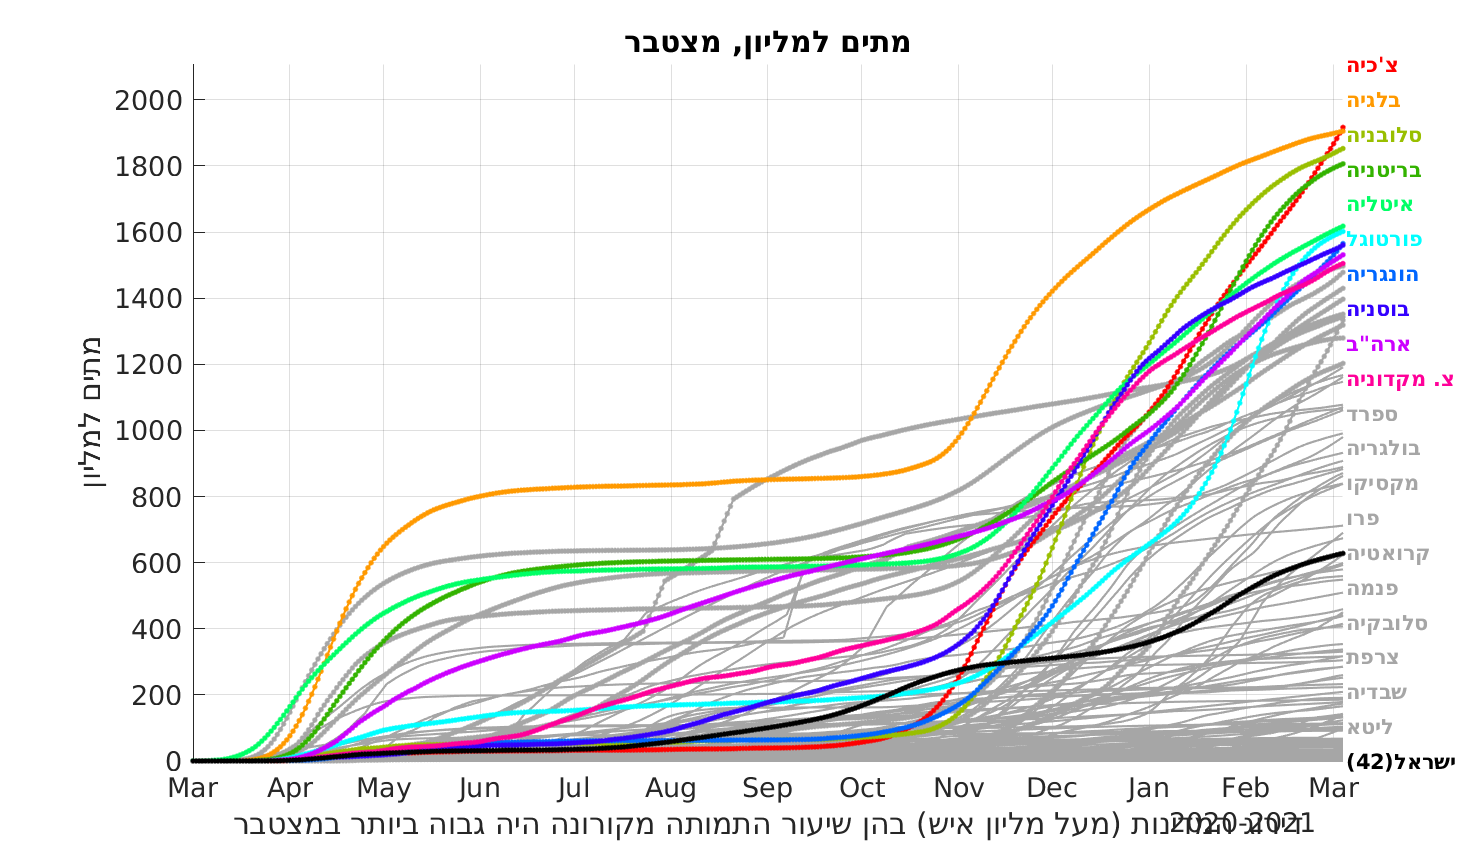 מתים למליון, מצטבר
מתים למליון
2000
1800
1600
1400
1200
1000
800
600
400
200
0
Mar Apr May Jun Jul Aug Sep Oct Nov Dec Jan Feb Mar
צ'כיה
בלגיה
סלובניה
בריטניה
איטליה
פורטוגל
הונגריה
בוסניה
ארה"ב
צ. מקדוניה
ספרד
בולגריה
מקסיקו
פרו
קרואטיה
פנמה
סלובקיה
צרפת
שבדיה
ליטא
ישראל(42)
דירוג המדינות (מעל מליון איש) בהן שיעור התמותה מקורונה היה גבוה ביותר במצטבר
2020-2021